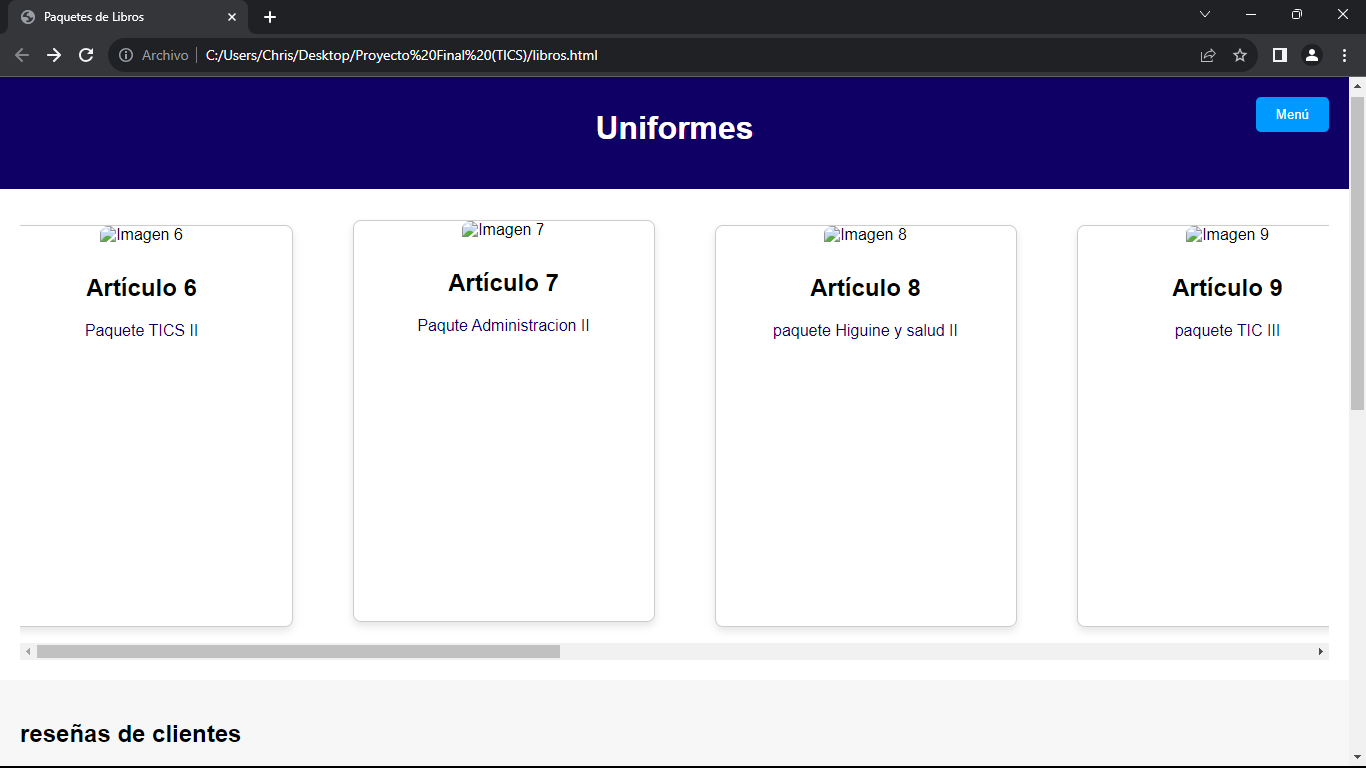 Paquetes de Libros
Archivo C:/Users/Chris/Desktop/Proyecto%20Final%20(TICS)/libros.html
Uniformes
Menú
Imagen 6
Artículo 6
Paquete TICS II
Imagen 7
Artículo 7
Paqute Administracion II
Imagen 8
Artículo 8
paquete Higuine y salud II
Imagen 9
Artículo 9
paquete TIC III
reseñas de clientes